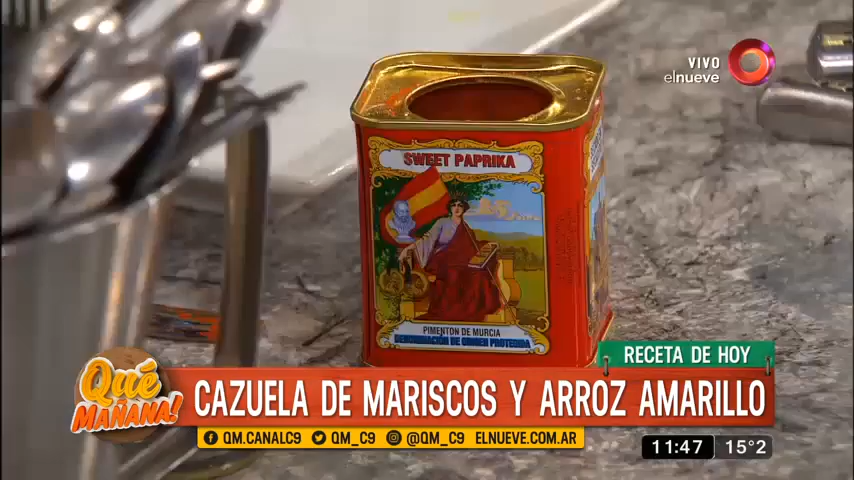 VIVO
elnueve
SWEET PAPRIKA
PIMENTON DE MURCIA
DENOMINACIÓN DE ORIGEN PROTEGIDA
RECETA DE HOY
Qué
MAÑANA!
CAZUELA DE MARISCOS Y ARROZ AMARILLO
QM.CANALC9 QM_C9 @QM_C9 ELNUEVE.COM.AR
11:47 15°2